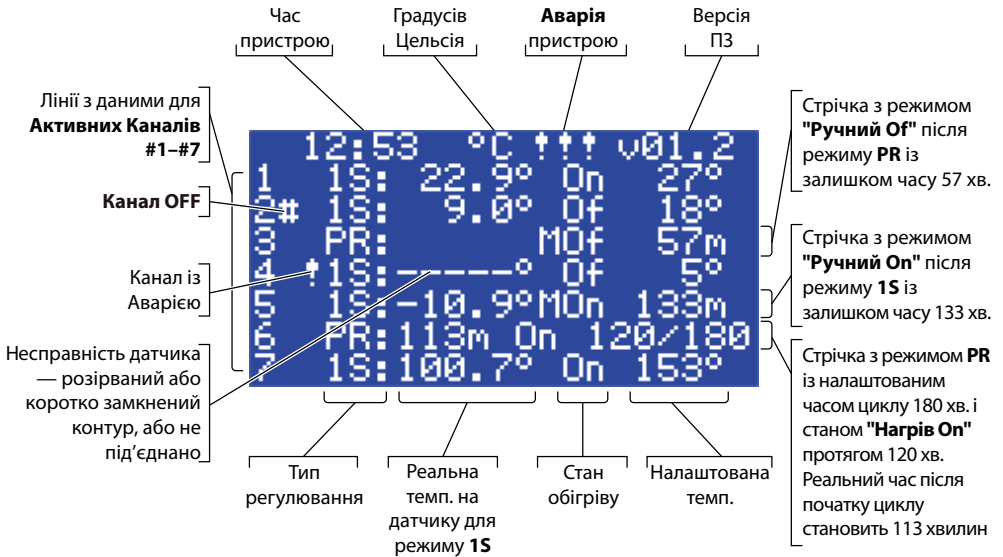 Час
пристрою
Градусів
Цельсія
Аварія
пристрою
Версія
ПЗ
Лінії з даними для
Активних Каналів
#1–#7
Канал OFF
Канал із
Аварією
Несправність датчика
— розірваний або
коротко замкнений
контур, або не
під’єднано
12:53 °C !!! v01.2
1 1S: 22.9° On 27°
2# 1S: 9.0° Of 18°
3 PR: MOf 57m
4 !1S:-----° Of 5°
5 1S:-10.9°MOn 133m
6 PR:113m On 120/180
7 1S:100.7° On 153°
Стрічка з режимом
"Ручний Of" після
режиму PR із
залишком часу 57 хв.
Стрічка з режимом
"Ручний On" після
режиму 1S із
залишком часу 133 хв.
Стрічка з режимом PR
із налаштованим
часом циклу 180 хв. і
станом "Нагрів On"
протягом 120 хв.
Реальний час після
початку циклу
становить 113 хвилин
Тип
регулювання
Реальна
темп. на
датчику для
режиму 1S
Стан
обігріву
Налаштована
темп.